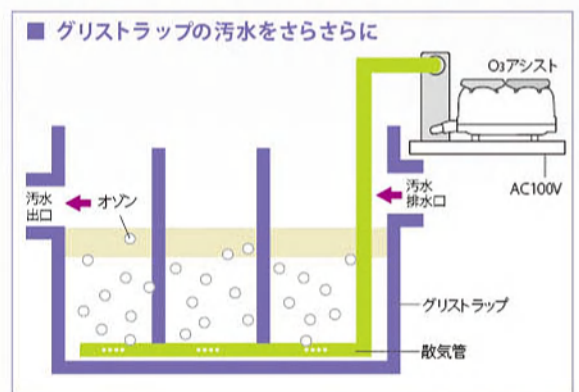 ■ グリストラップの汚水をさらさらに
O₃アシスト
AC100V
汚水
出口
オゾン
汚水
排水口
グリストラップ
散気管